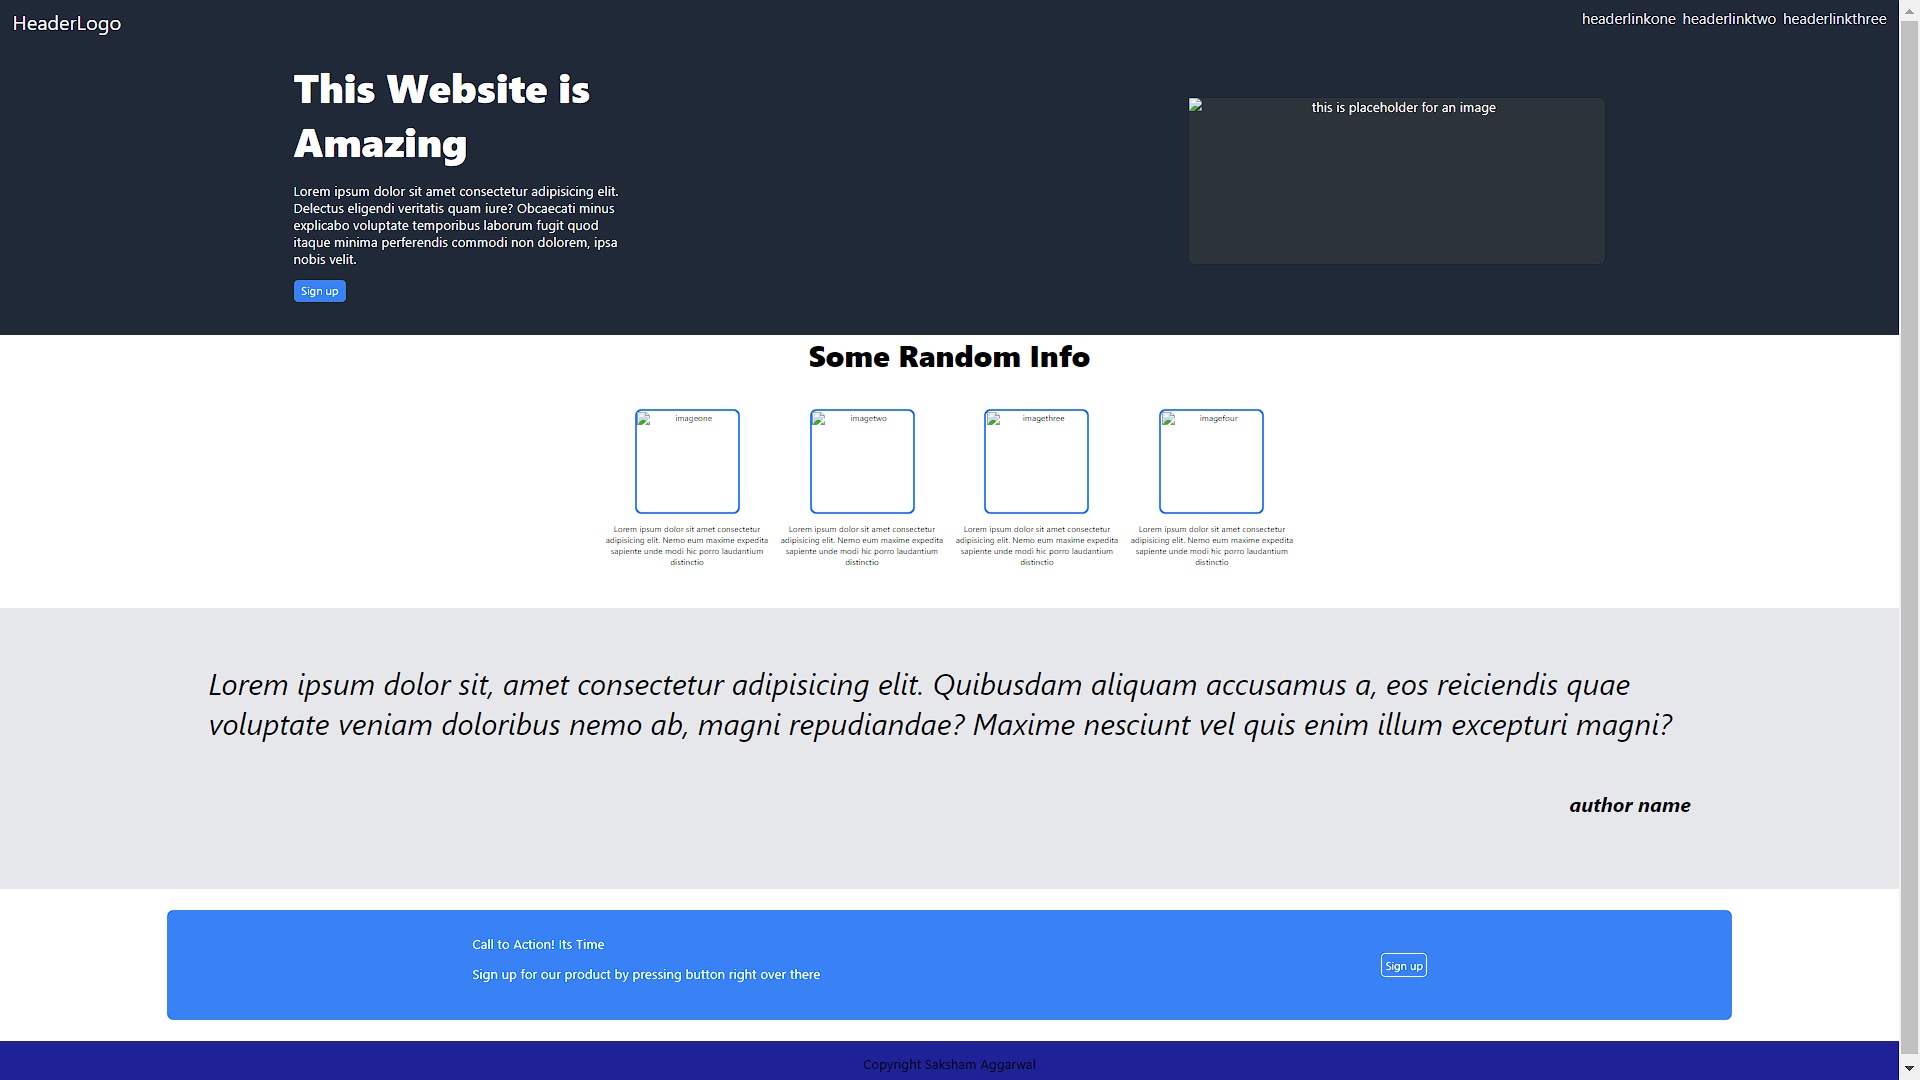 HeaderLogo
headerlinkone headerlinktwo headerlinkthree
This Website is
Amazing
Lorem ipsum dolor sit amet consectetur adipisicing elit.
Delectus eligendi veritatis quam iure? Obcaecati minus
explicabo voluptate temporibus laborum fugit quod
itaque minima perferendis commodi non dolorem, ipsa
nobis velit.
Sign up
this is placeholder for an image
Some Random Info
imageone
Lorem ipsum dolor sit amet consectetur
adipisicing elit. Nemo eum maxime expedita
sapiente unde modi hic porro laudantium
distinctio
imagetwo
Lorem ipsum dolor sit amet consectetur
adipisicing elit. Nemo eum maxime expedita
sapiente unde modi hic porro laudantium
distinctio
imagethree
Lorem ipsum dolor sit amet consectetur
adipisicing elit. Nemo eum maxime expedita
sapiente unde modi hic porro laudantium
distinctio
imagefour
Lorem ipsum dolor sit amet consectetur
adipisicing elit. Nemo eum maxime expedita
sapiente unde modi hic porro laudantium
distinctio
Lorem ipsum dolor sit, amet consectetur adipisicing elit. Quibusdam aliquam accusamus a, eos reiciendis quae
voluptate veniam doloribus nemo ab, magni repudiandae? Maxime nesciunt vel quis enim illum excepturi magni?
author name
Call to Action! Its Time
Sign up for our product by pressing button right over there
Sign up
Copyright Saksham Aggarwal